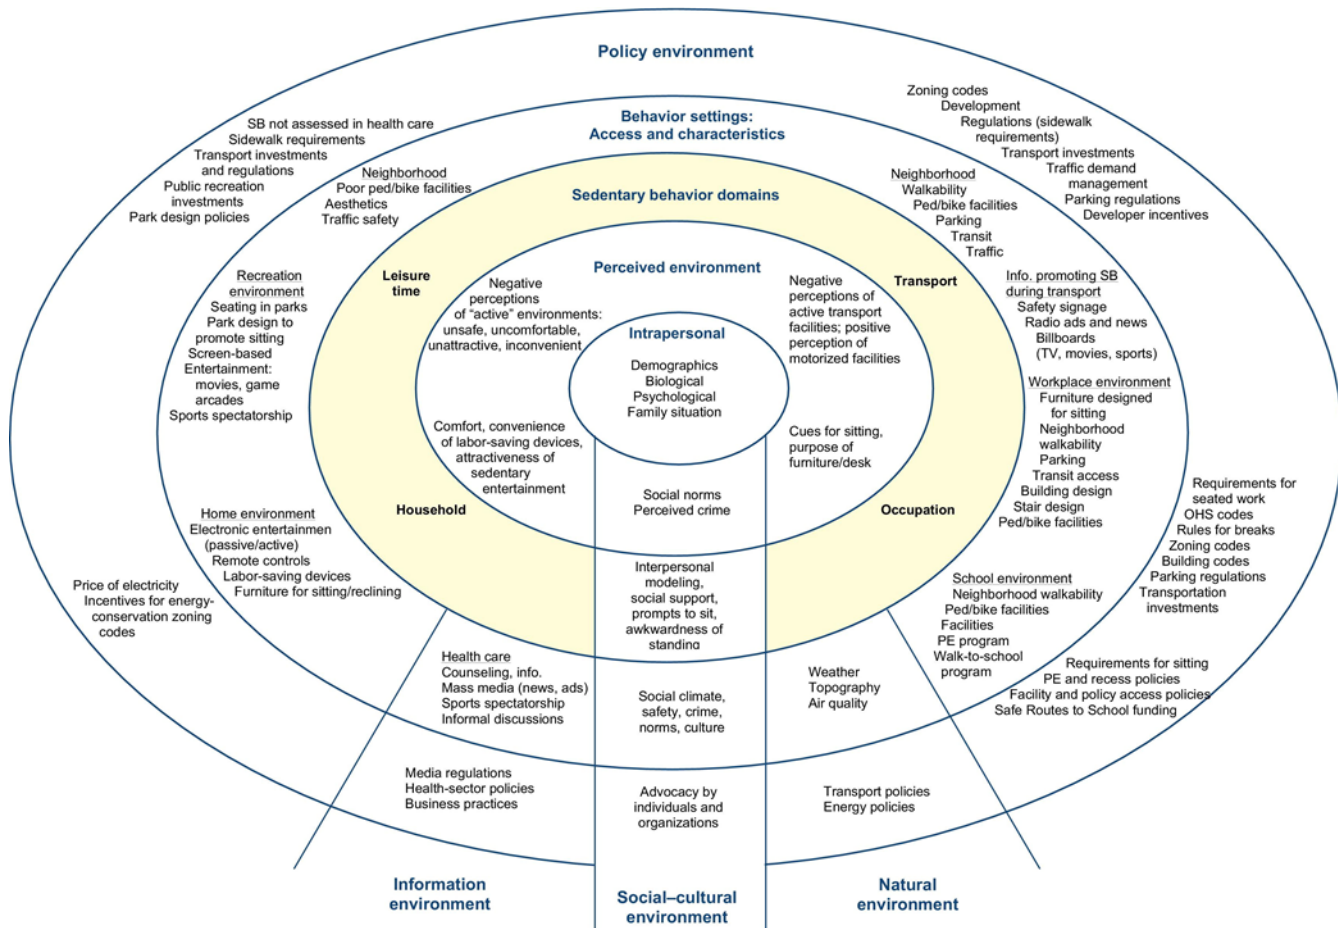 Policy environment
SB not assessed in health care
Sidewalk requirements
Transport investments
and regulations
Public recreation
investments
Park design policies
Zoning codes
Development
Regulations (sidewalk
requirements)
Transport investments
Traffic demand
management
Parking regulations
Developer incentives
Behavior settings:
Access and characteristics
Neighborhood
Poor ped/bike facilities
Aesthetics
Traffic safety
Neighborhood
Walkability
Ped/bike facilities
Parking
Transit
Traffic
Sedentary behavior domains
Leisure
time
Transport
Perceived environment
Negative
perceptions
of “active” environments:
unsafe, uncomfortable,
unattractive, inconvenient
Negative
perceptions of
active transport
facilities; positive
perception of
motorized facilities
Recreation
environment
Seating in parks
Park design to
promote sitting
Screen-based
Entertainment:
movies, game
arcades
Sports spectatorship
Info. promoting SB
during transport
Safety signage
Radio ads and news
Billboards
(TV, movies, sports)
Intrapersonal
Demographics
Biological
Psychological
Family situation
Workplace environment
Furniture designed
for sitting
Neighborhood
walkability
Parking
Transit access
Building design
Stair design
Ped/bike facilities
Comfort, convenience
of labor-saving devices,
attractiveness of
sedentary
entertainment
Cues for sitting,
purpose of
furniture/desk
Social norms
Perceived crime
Household
Occupation
Requirements for
seated work
OHS codes
Rules for breaks
Zoning codes
Building codes
Parking regulations
Transportation
investments
Home environment
Electronic entertainmen
(passive/active)
Remote controls
Labor-saving devices
Furniture for sitting/reclining
Price of electricity
Incentives for energy-
conservation zoning
codes
Interpersonal
modeling,
social support,
prompts to sit,
awkwardness of
standing
School environment
Neighborhood walkability
Ped/bike facilities
Facilities
PE program
Walk-to-school
program
Health care
Counseling, info.
Mass media (news, ads)
Sports spectatorship
Informal discussions
Social climate,
safety, crime,
norms, culture
Weather
Topography
Air quality
Requirements for sitting
PE and recess policies
Facility and policy access policies
Safe Routes to School funding
Media regulations
Health-sector policies
Business practices
Advocacy by
individuals and
organizations
Transport policies
Energy policies
Information
environment
Social–cultural
environment
Natural
environment